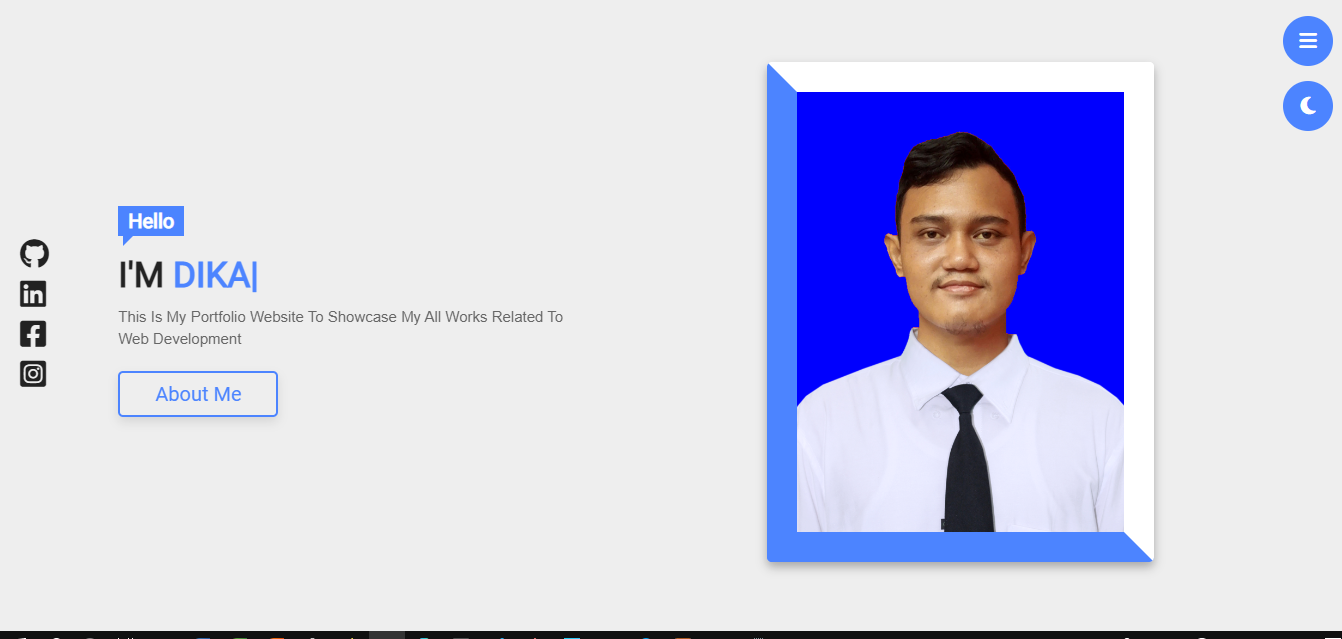 Hello
I'M DIKA|
This Is My Portfolio Website To Showcase My All Works Related To
Web Development
About Me